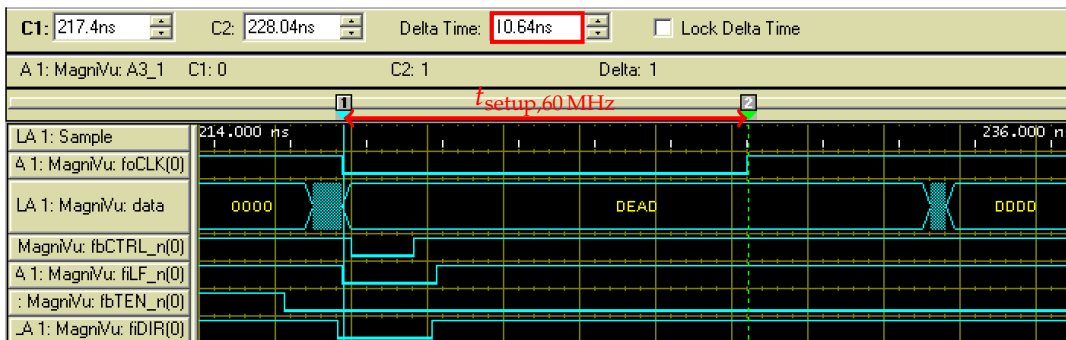 C1: 217.4ns C2: 228.04ns Delta Time: 10.64ns Lock Delta Time
A 1: MagniVu: A3_1 C1: 0 C2: 1 Delta: 1
1 tsetup,60 MHz 2
LA 1: Sample 214.000 ns 236.000 n
A 1: MagniVu: foCLK(0)
LA 1: MagniVu: data 0000 DEAD DDDD
MagniVu: fbCTRL_n(0)
A 1: MagniVu: fiLF_n(0)
: MagniVu: fbTEN_n(0)
_A 1: MagniVu: fiDIR(0)